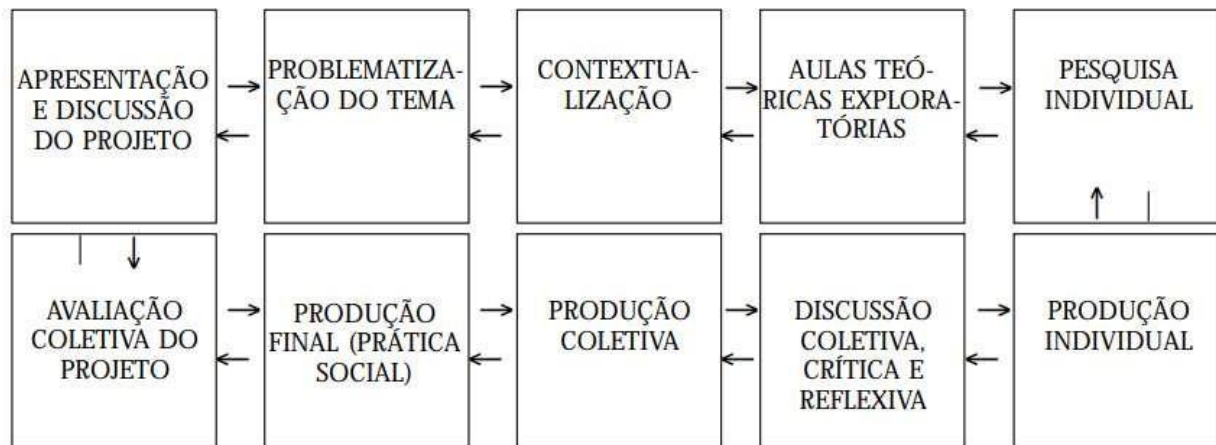 APRESENTAÇÃO
E DISCUSSÃO
DO PROJETO
PROBLEMATIZA-
ÇÃO DO TEMA
CONTEXTUA-
LIZAÇÃO
AULAS TEÓ-
RICAS EXPLORA-
TÓRIAS
PESQUISA
INDIVIDUAL
AVALIAÇÃO
COLETIVA DO
PROJETO
PRODUÇÃO
FINAL (PRÁTICA
SOCIAL)
PRODUÇÃO
COLETIVA
DISCUSSÃO
COLETIVA,
CRÍTICA E
REFLEXIVA
PRODUÇÃO
INDIVIDUAL